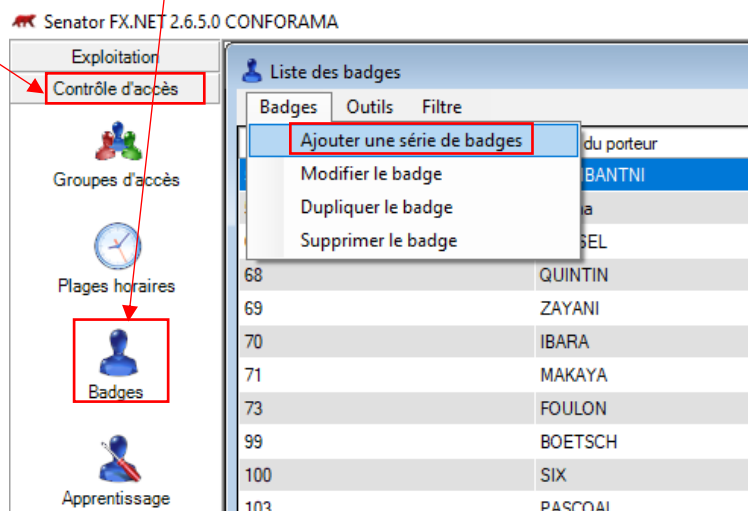 Senator FX.NET 2.6.5.0 CONFORAMA
Exploitation
Contrôle d'accès
Groupes d'accès
Plages horaires
Badges
Apprentissage
Liste des badges
Badges Outils Filtre
Ajouter une série de badges
Modifier le badge
Dupliquer le badge
Supprimer le badge
du porteur
68 QUINTIN
69 ZAYANI
70 IBARA
71 MAKAYA
73 FOULON
99 BOETSCH
100 SIX
103 PASCOAL